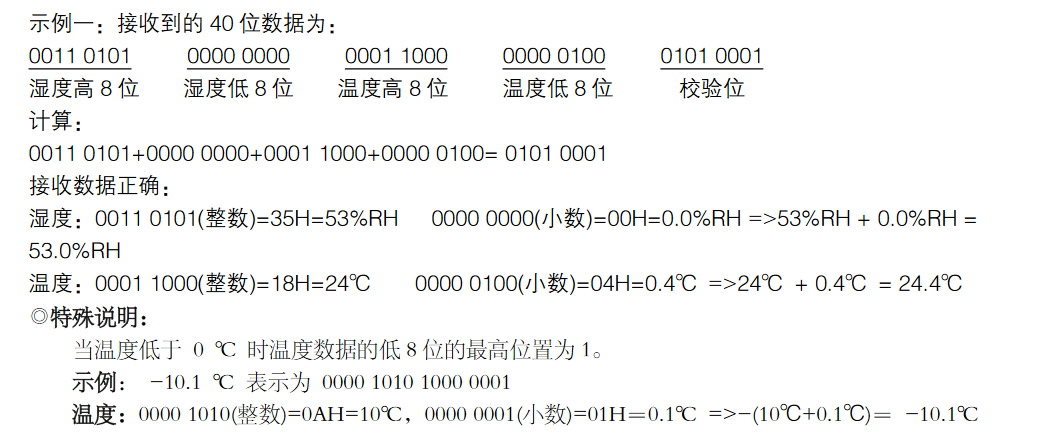 示例一：接收到的 40 位数据为：
0011 0101 0000 0000 0001 1000 0000 0100 0101 0001
湿度高 8 位 湿度低 8 位 温度高 8 位 温度低 8 位 校验位
计算：
0011 0101+0000 0000+0001 1000+0000 0100= 0101 0001
接收数据正确：
湿度：0011 0101(整数)=35H=53%RH 0000 0000(小数)=00H=0.0%RH =>53%RH + 0.0%RH =
53.0%RH
温度：0001 1000(整数)=18H=24℃ 0000 0100(小数)=04H=0.4℃ =>24℃ + 0.4℃ = 24.4℃
◎特殊说明：
当温度低于 0 ℃ 时温度数据的低 8 位的最高位置为 1。
示例： -10.1 ℃ 表示为 0000 1010 1000 0001
温度：0000 1010(整数)=0AH=10℃，0000 0001(小数)=01H=0.1℃ =>-(10℃+0.1℃)= -10.1℃